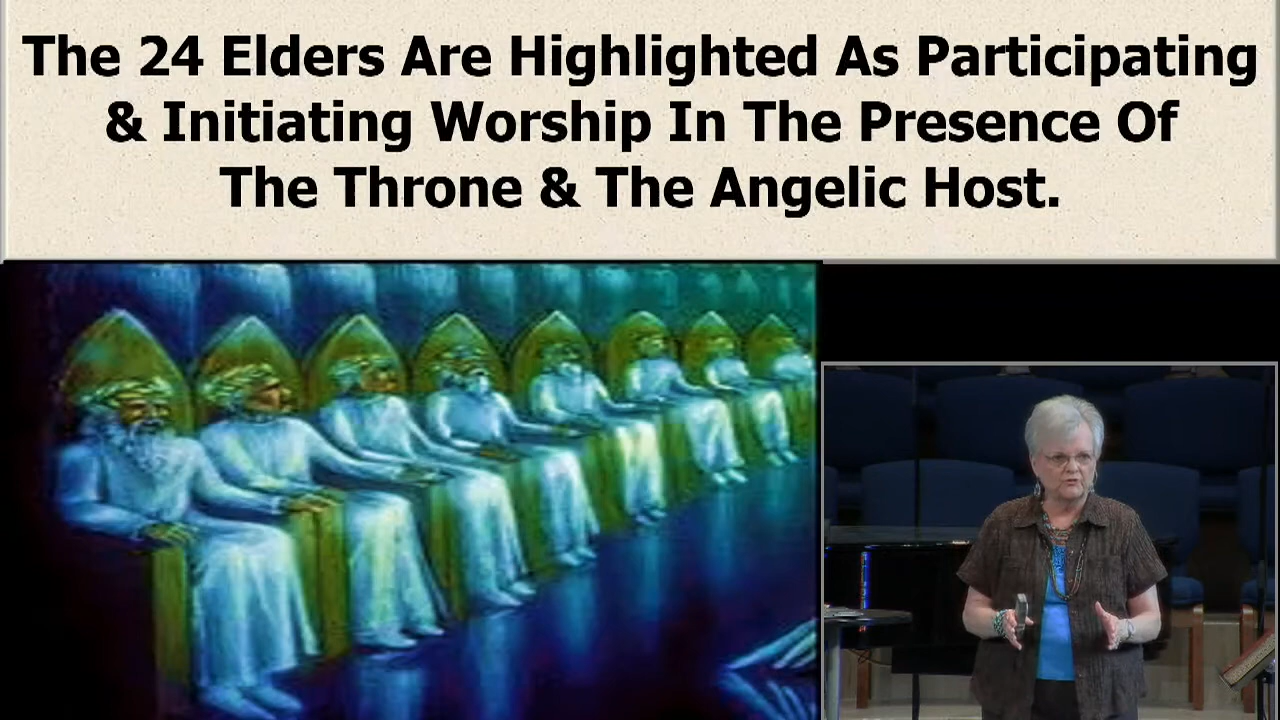 The 24 Elders Are Highlighted As Participating
& Initiating Worship In The Presence Of
The Throne & The Angelic Host.